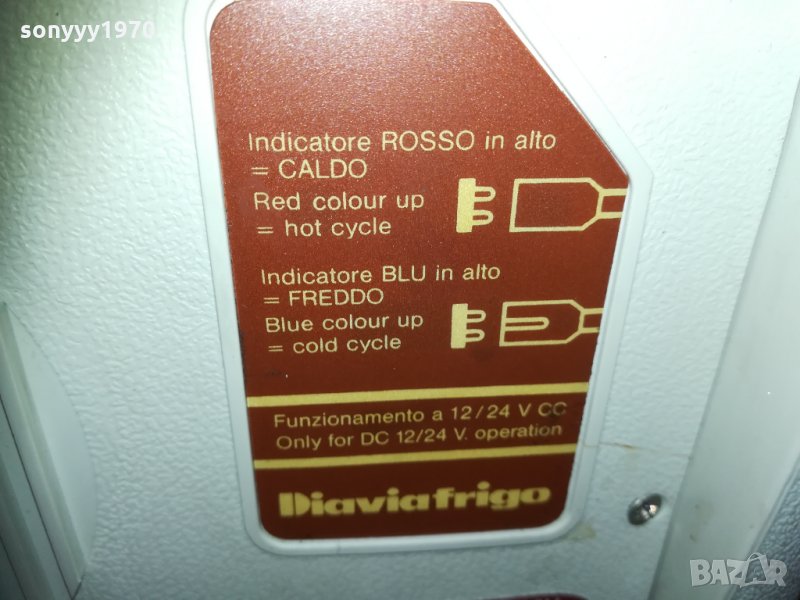 sonyyy1970
Indicatore ROSSO in alto
= CALDO
Red colour up
= hot cycle
Indicatore BLU in alto
= FREDDO
Blue colour up
= cold cycle
Funzionamento a 12/24 V CC
Only for DC 12/24 V. operation
Diaviafrigo
BAZAR